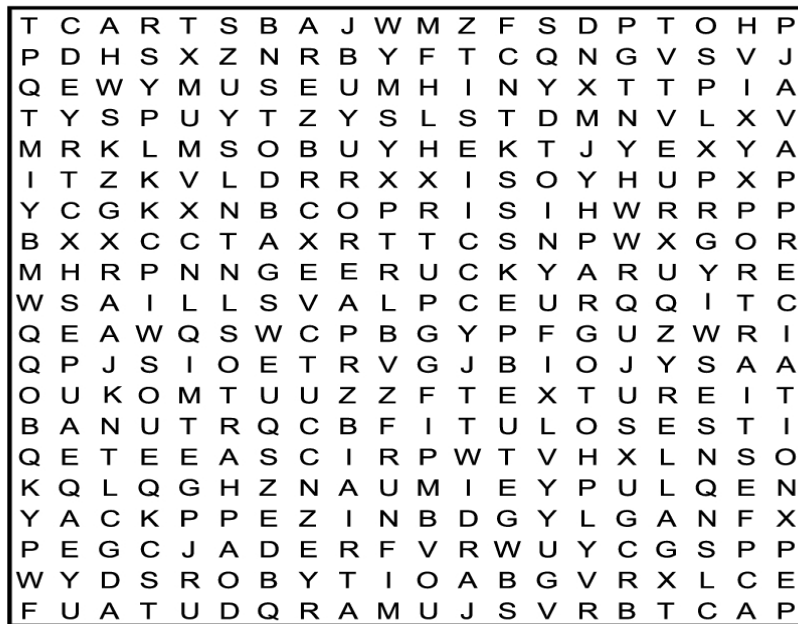 T C A R T S B A J W M Z F S D P T O H P
P D H S X Z N R B Y F T C Q N G V S V J
Q E W Y M U S E U M H I N Y X T T P I A
T Y S P U Y T Z Y S L S T D M N V L X V
M R K L M S O B U Y H E K T J Y E X Y A
I T Z K V L D R R X X I S O Y H U P X P
Y C G K X N B C O P R I S I H W R R P P
B X X C C T A X R T T C S N P W X G O R
M H R P N N G E E R U C K Y A R U Y R E
W S A I L L S V A L P C E U R Q Q I T C
Q E A W Q S W C P B G Y P F G U Z W R I
Q P J S I O E T R V G J B I O J Y S A A
O U K O M T U U Z Z F T E X T U R E I T
B A N U T R Q C B F I T U L O S E S T I
Q E T E E A S C I R P W T V H X L N S O
K Q L Q G H Z N A U M I E Y P U L Q E N
Y A C K P P E Z I N B D G Y L G A N F X
P E G C J A D E R F V R W U Y C G S P P
W Y D S R O B Y T I O A B G V R X L C E
F U A T U D Q R A M U J S V R B T C A P